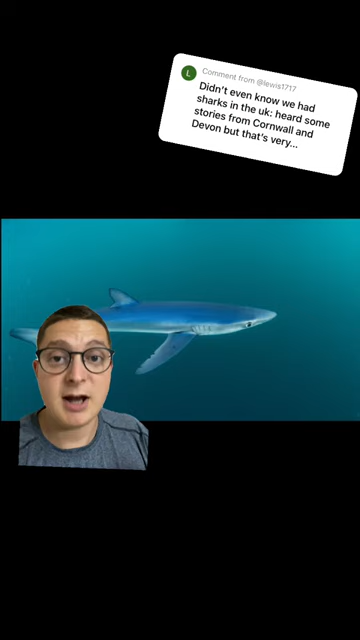 L
Comment from @lewis1717
Didn't even know we had
sharks in the uk: heard some
stories from Cornwall and
Devon but that's very...